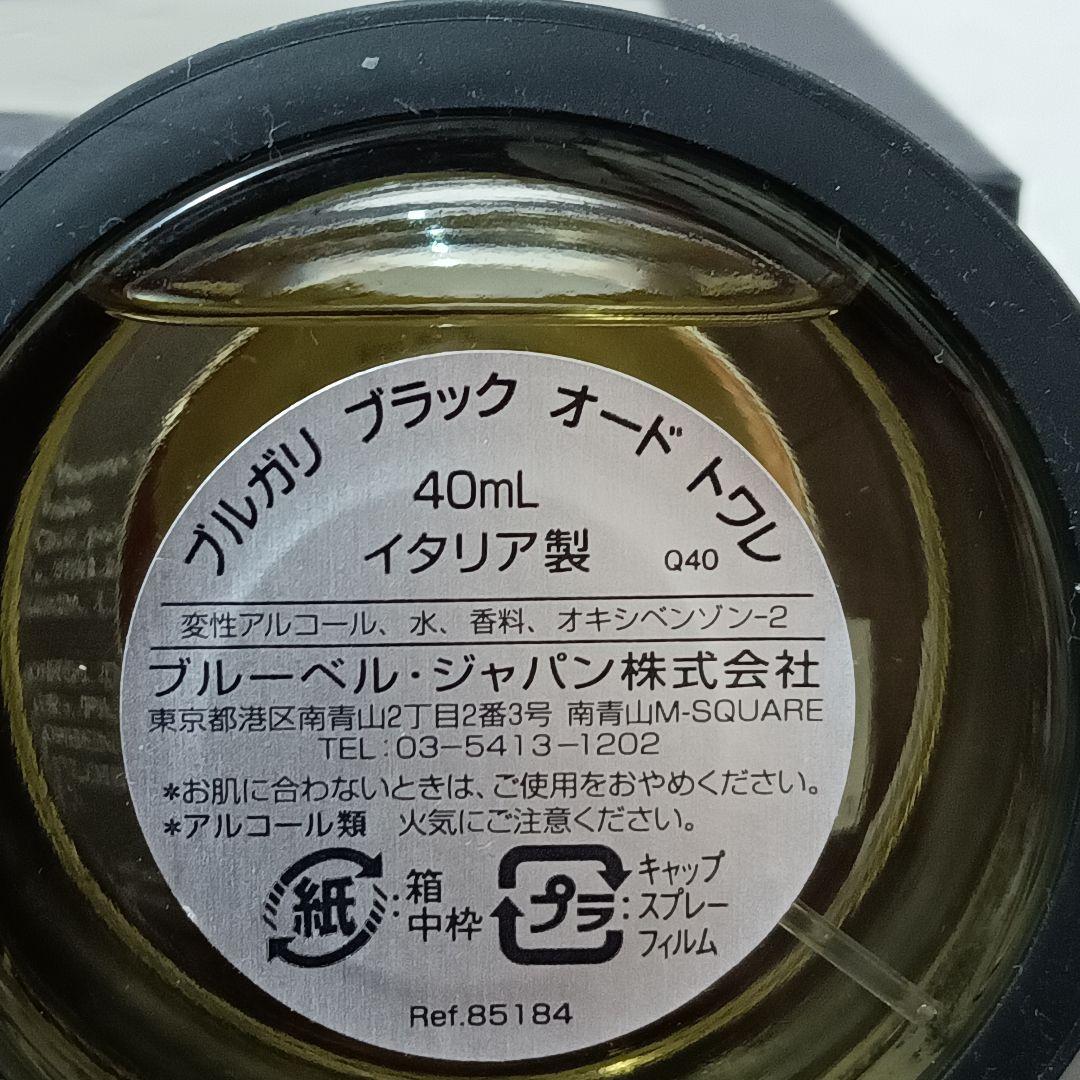 ブルガリ ブラック オード トワレ
40mL
イタリア製 Q40
変性アルコール、水、香料、オキシベンゾン-2
ブルーベル・ジャパン株式会社
東京都港区南青山2丁目2番3号 南青山M-SQUARE
TEL:03-5413-1202
*お肌に合わないときは、ご使用をおやめください。
*アルコール類 火気にご注意ください。
紙:箱 中枠
プラ:キャップ スプレー フィルム
Ref.85184